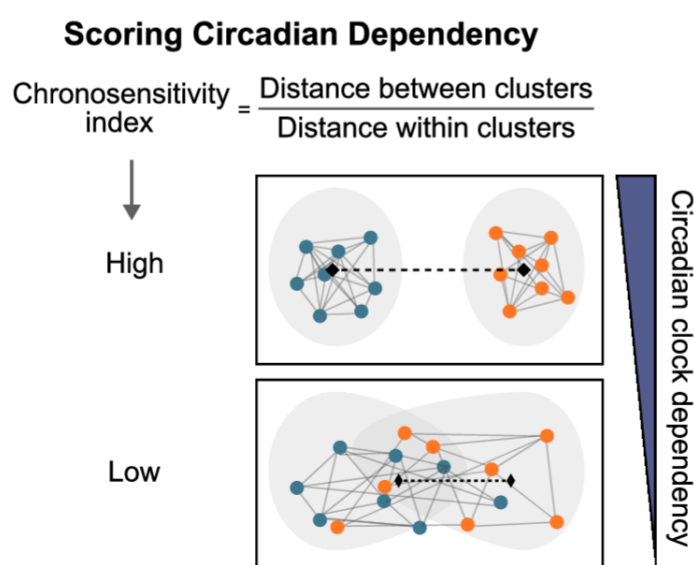 Scoring Circadian Dependency
Chronosensitivity
index
=
Distance between clusters
Distance within clusters
High
Low
Circadian clock dependency